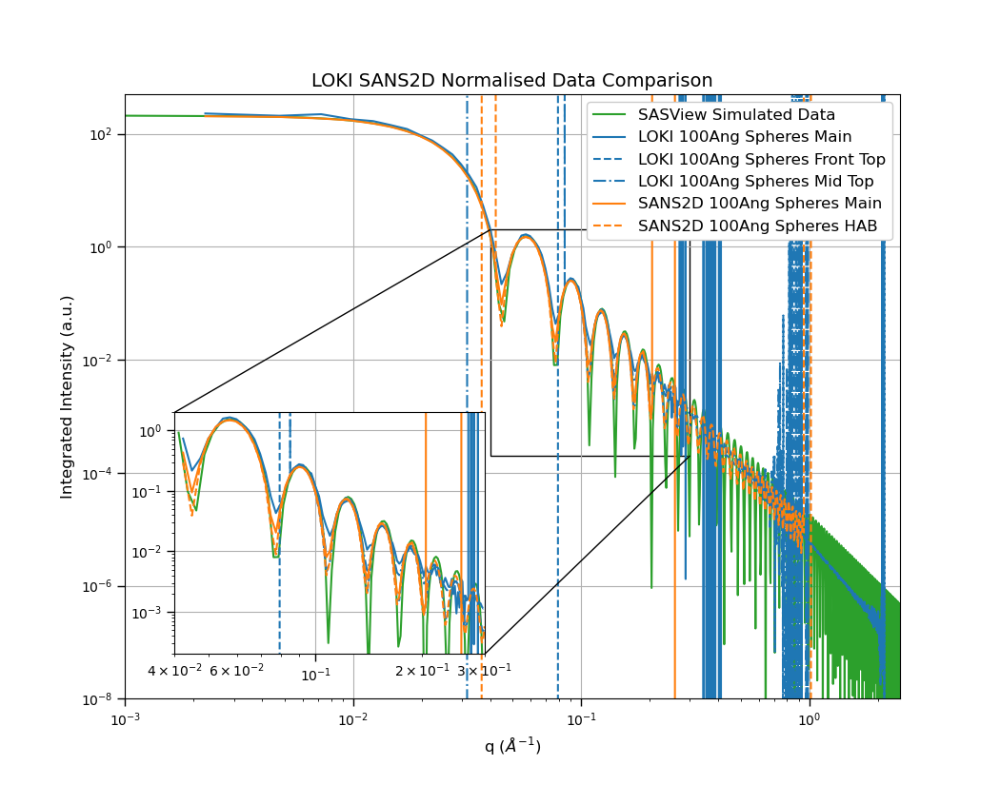 LOKI SANS2D Normalised Data Comparison
SASView Simulated Data
LOKI 100Ang Spheres Main
LOKI 100Ang Spheres Front Top
LOKI 100Ang Spheres Mid Top
SANS2D 100Ang Spheres Main
SANS2D 100Ang Spheres HAB
Integrated Intensity (a.u.)
10²
10⁰
10⁻²
10⁻⁴
10⁻⁶
10⁻⁸
10⁰
10⁻¹
10⁻²
10⁻³
4 × 10⁻² 6 × 10⁻² 10⁻¹ 2 × 10⁻¹ 3 × 10⁻¹
10⁻³ 10⁻² 10⁻¹ 10⁰
q (Å⁻¹)